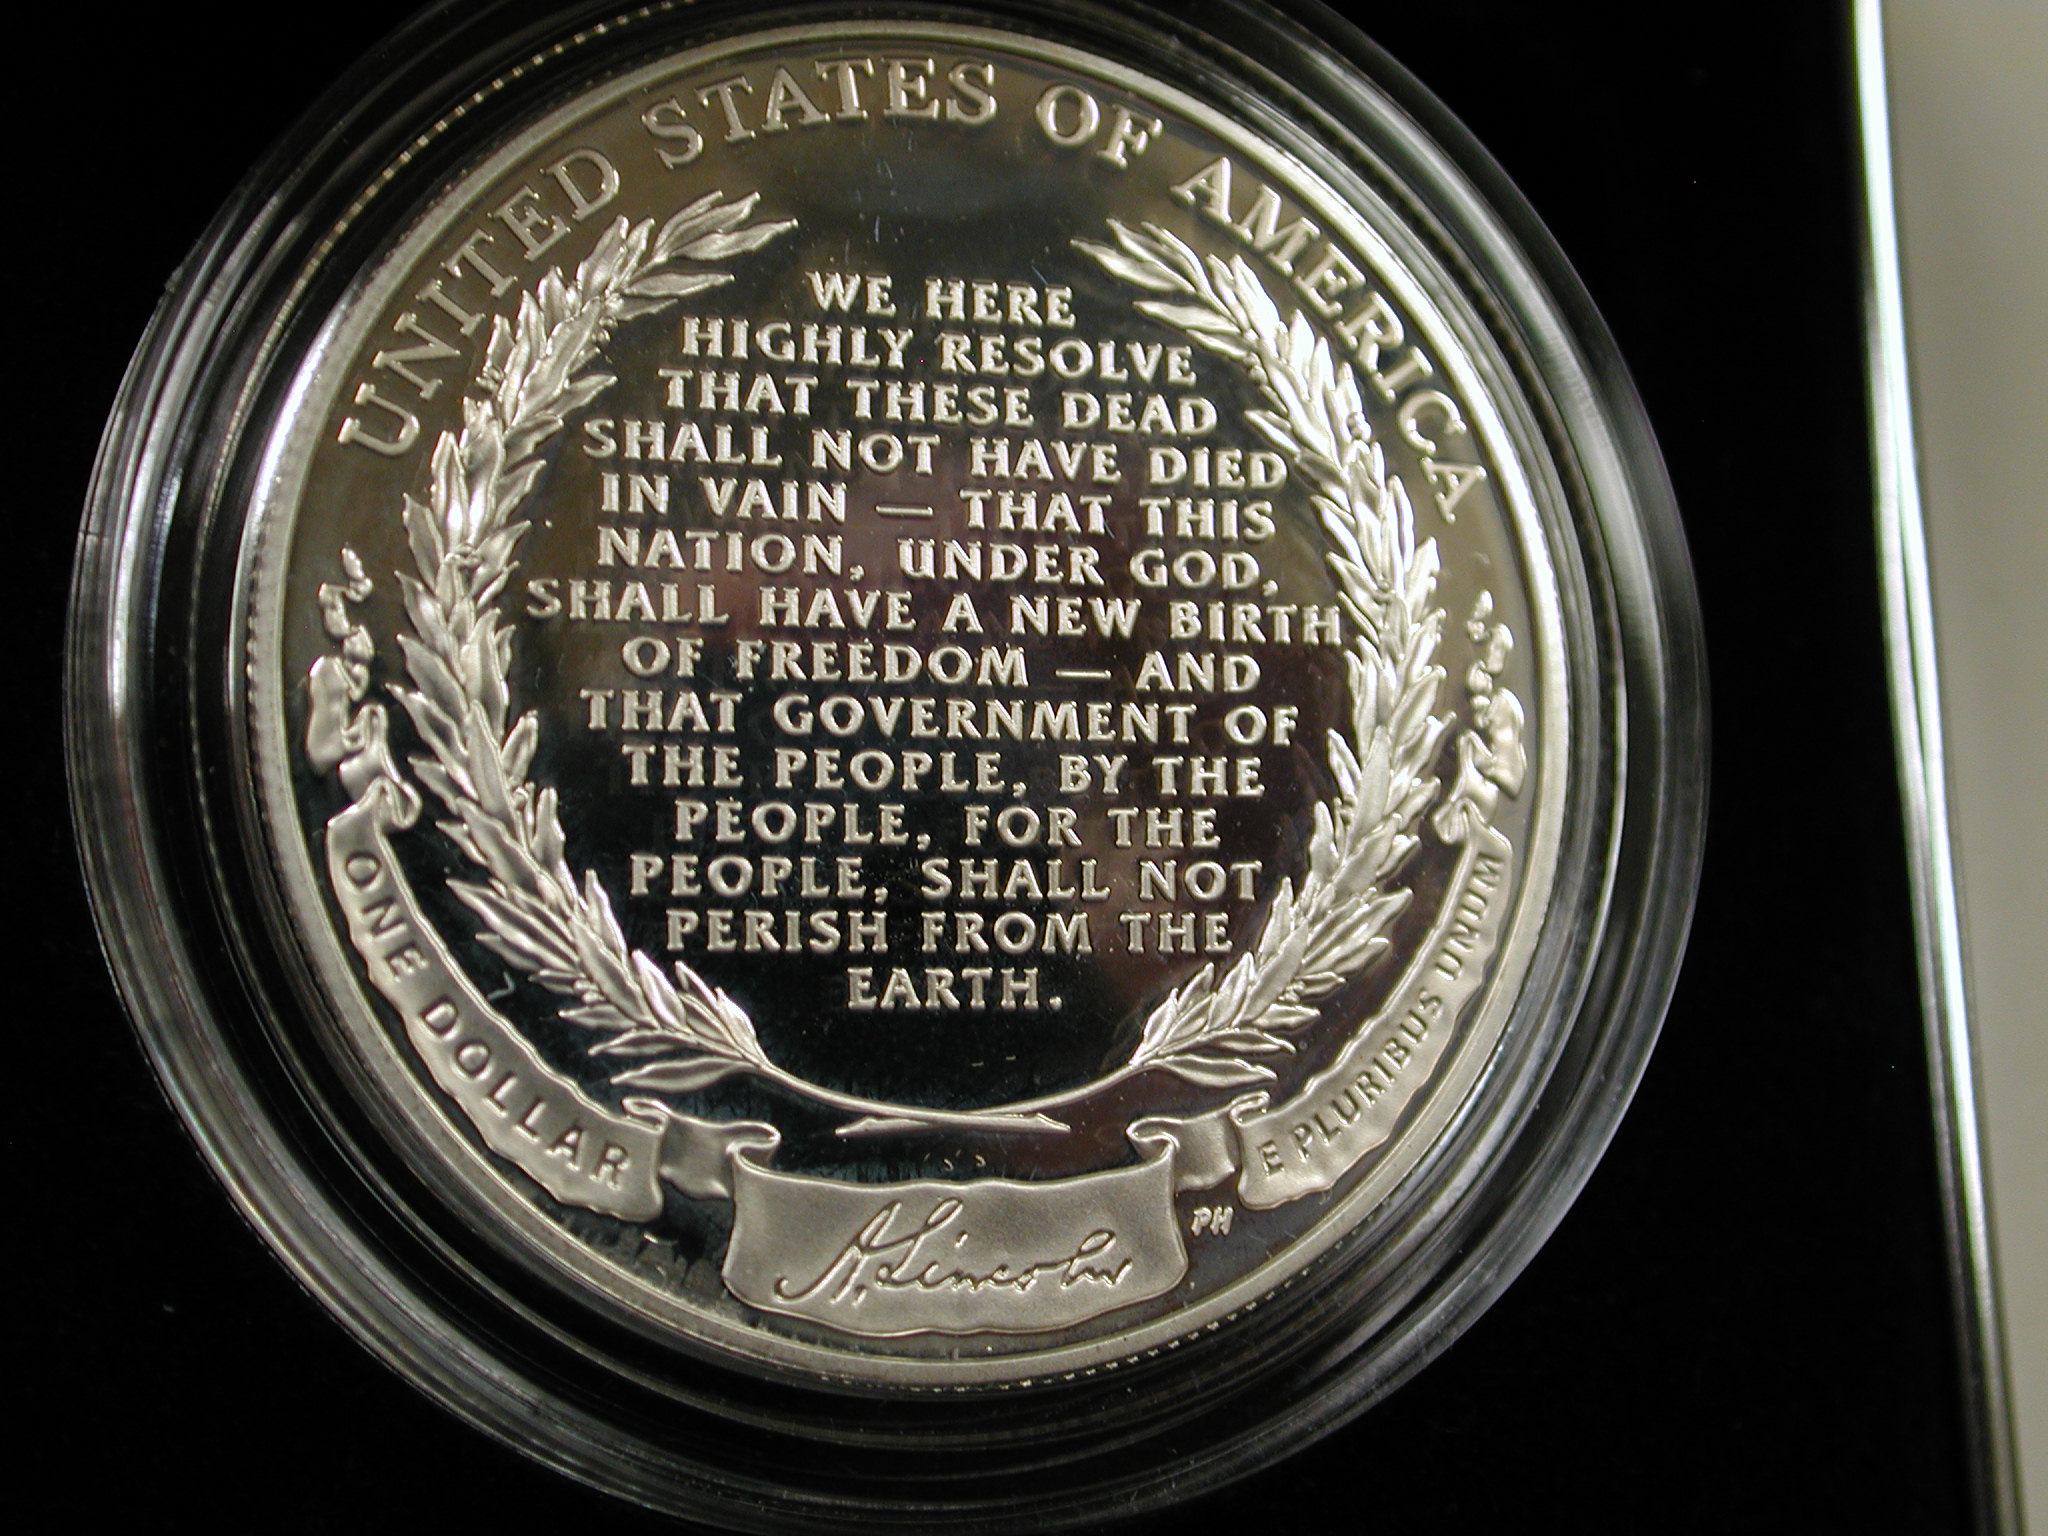 UNITED STATES OF AMERICA
WE HERE
HIGHLY RESOLVE
THAT THESE DEAD
SHALL NOT HAVE DIED
IN VAIN — THAT THIS
NATION, UNDER GOD,
SHALL HAVE A NEW BIRTH
OF FREEDOM — AND
THAT GOVERNMENT OF
THE PEOPLE, BY THE
PEOPLE, FOR THE
PEOPLE, SHALL NOT
PERISH FROM THE
EARTH.
ONE DOLLAR
A. Lincoln
PH
E PLURIBUS UNUM